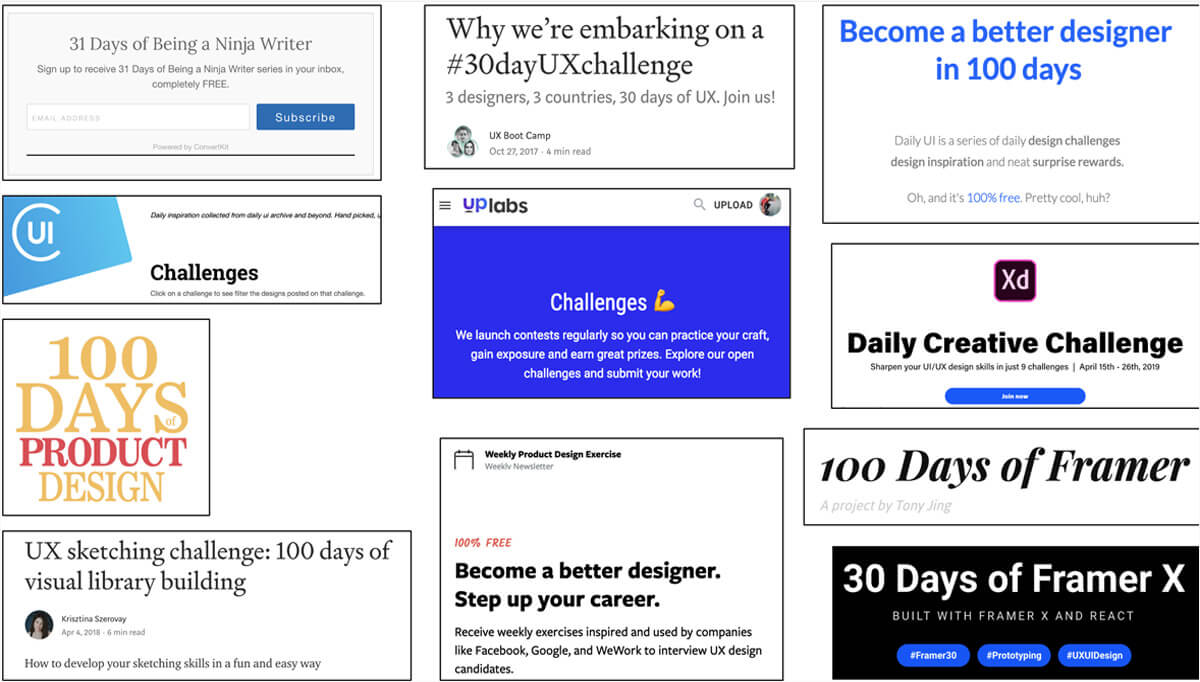 31 Days of Being a Ninja Writer
Sign up to receive 31 Days of Being a Ninja Writer series in your inbox,
completely FREE.
EMAIL ADDRESS
Subscribe
Powered by ConvertKit
UI
Daily inspiration collected from daily ui archive and beyond. Hand picked,
Challenges
Click on a challenge to see filter the designs posted on that challenge.
100
DAYS
of
PRODUCT
DESIGN
UX sketching challenge: 100 days of
visual library building
Krisztina Szerovay
Apr 4, 2018 · 6 min read
How to develop your sketching skills in a fun and easy way
Why we’re embarking on a
#30dayUXchallenge
3 designers, 3 countries, 30 days of UX. Join us!
UX Boot Camp
Oct 27, 2017 · 4 min read
uplabs
UPLOAD
Challenges 💪
We launch contests regularly so you can practice your craft,
gain exposure and earn great prizes. Explore our open
challenges and submit your work!
Weekly Product Design Exercise
Weekly Newsletter
100% FREE
Become a better designer.
Step up your career.
Receive weekly exercises inspired and used by companies
like Facebook, Google, and WeWork to interview UX design
candidates.
Become a better designer
in 100 days
Daily UI is a series of daily design challenges
design inspiration and neat surprise rewards.
Oh, and it's 100% free. Pretty cool, huh?
Xd
Daily Creative Challenge
Sharpen your UI/UX design skills in just 9 challenges | April 15th - 26th, 2019
Join now
100 Days of Framer
A project by Tony Jing
30 Days of Framer X
BUILT WITH FRAMER X AND REACT
#Framer30
#Prototyping
#UXUIDesign